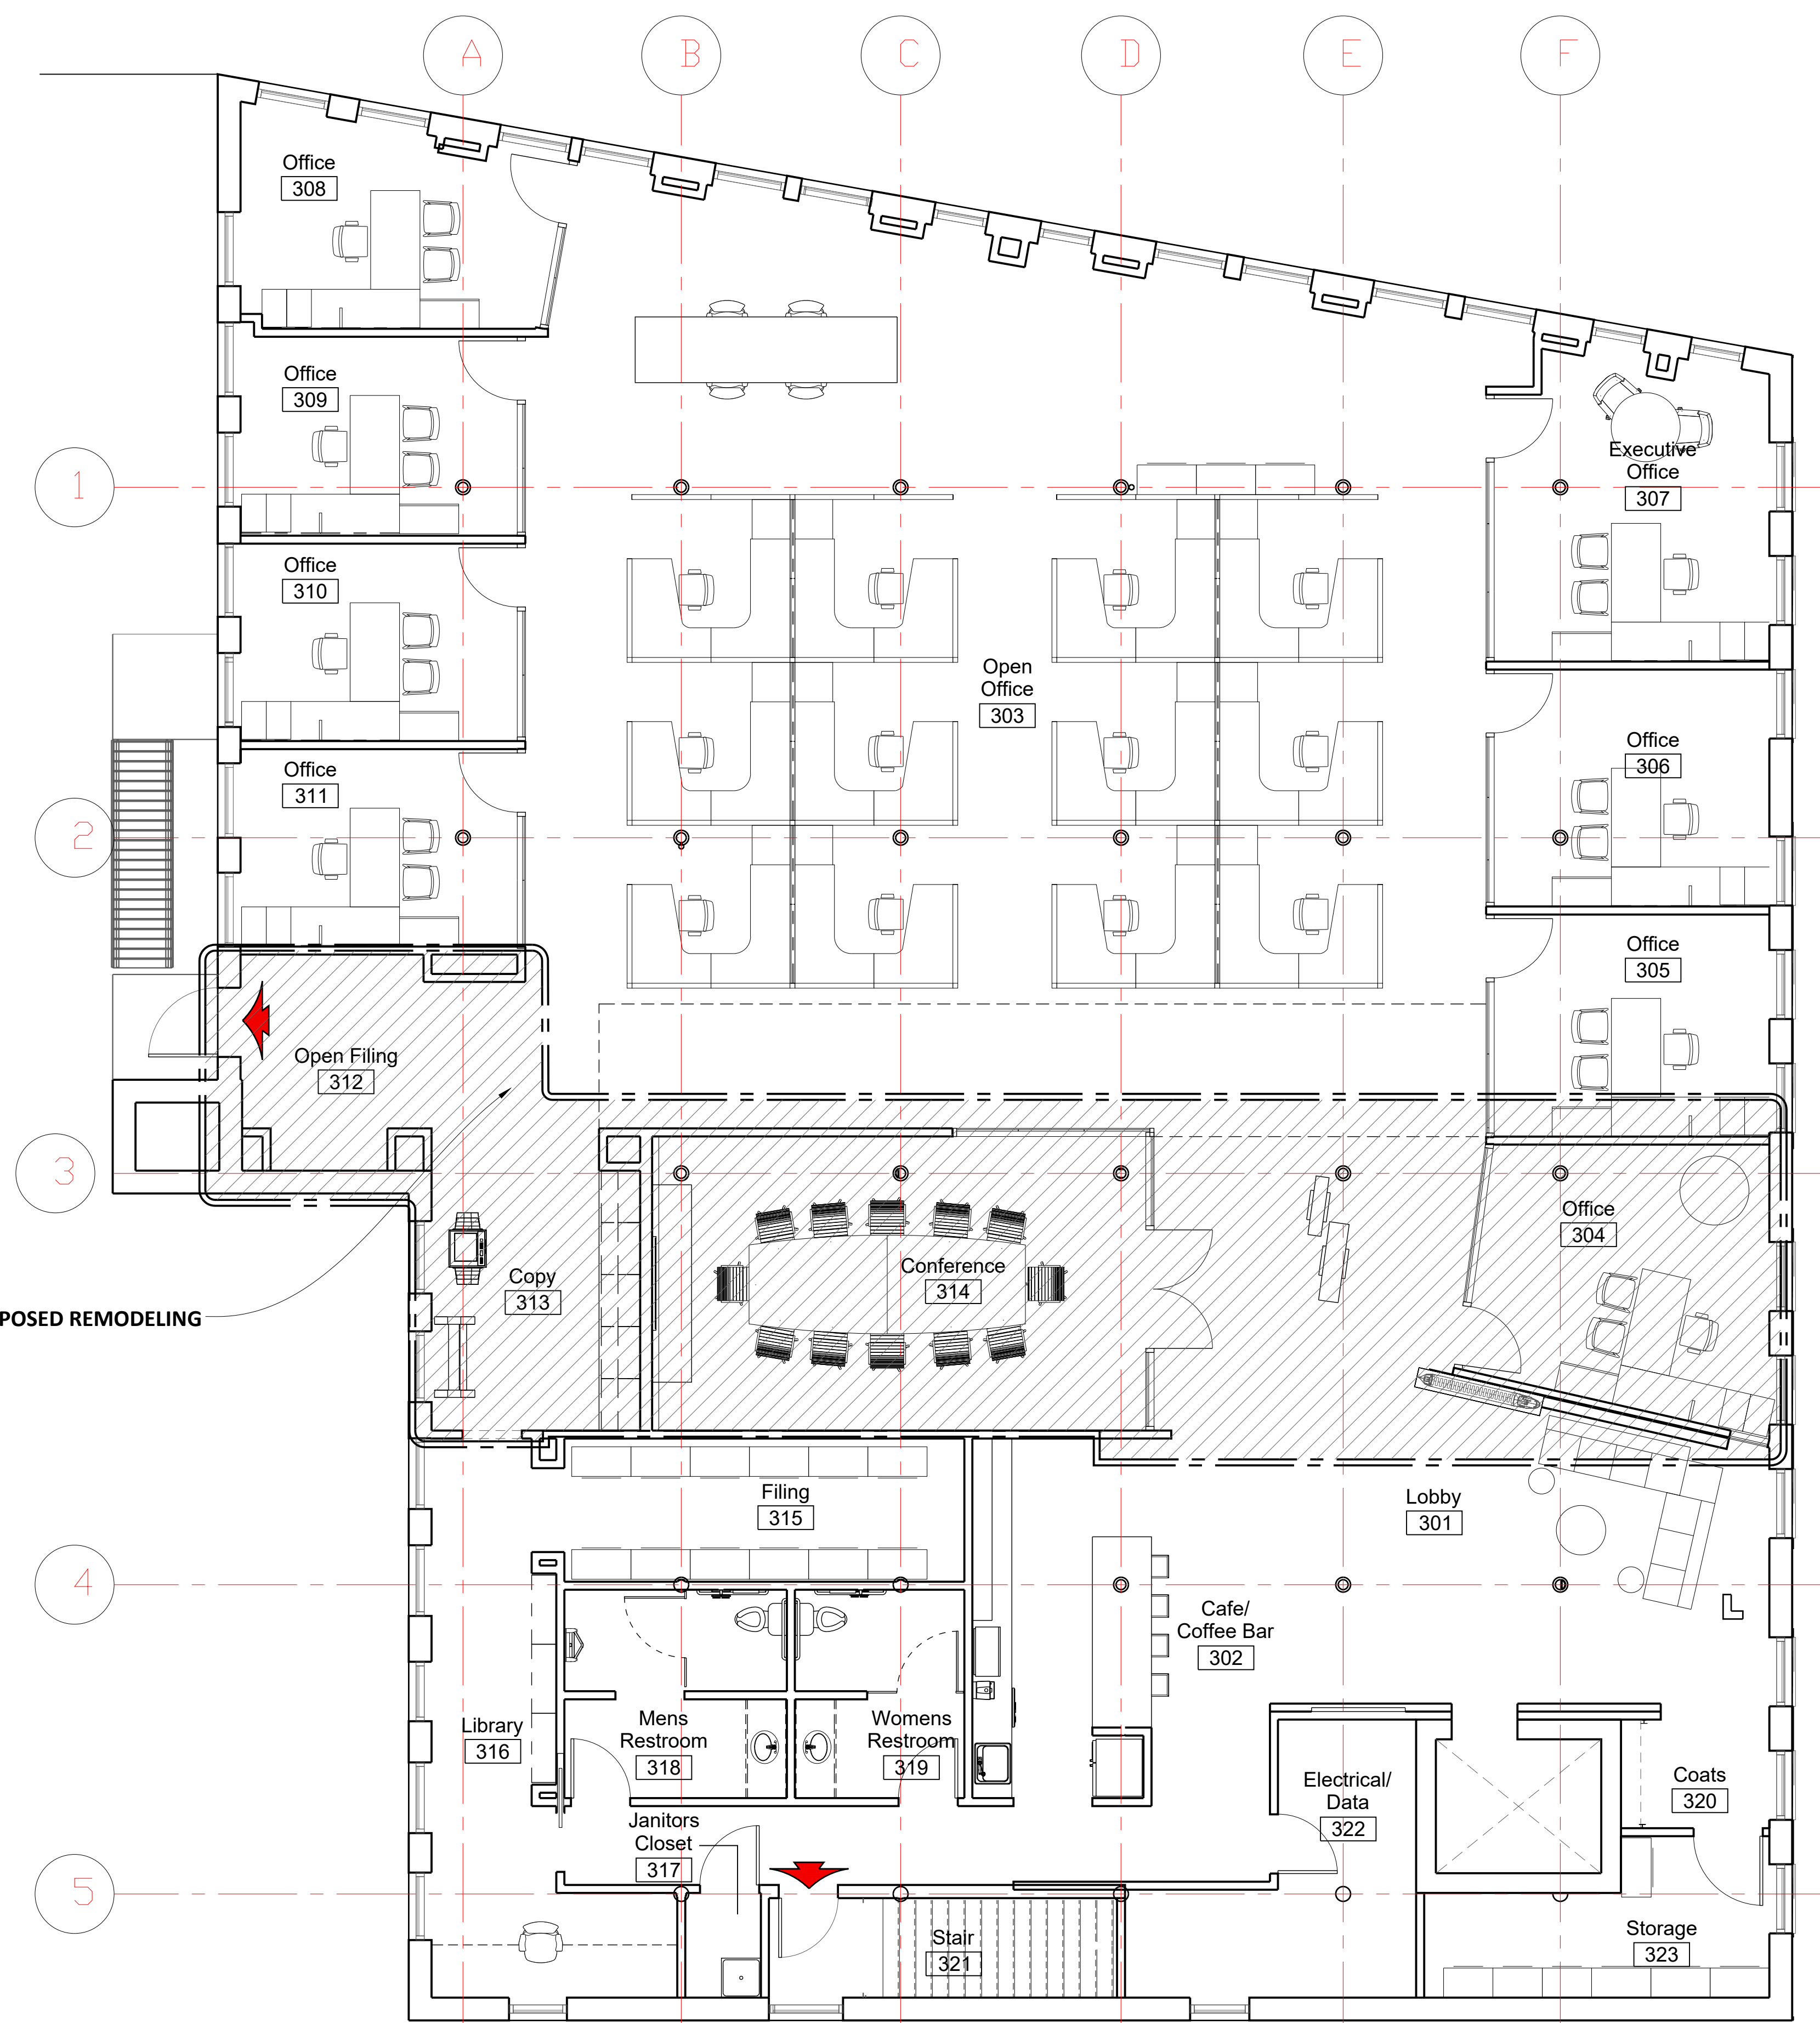 A
B
C
D
E
F
Office
308
Office
309
Executive
Office
307
1
Office
310
Open
Office
303
Office
306
Office
311
2
Office
305
Open Filing
312
3
Office
304
Copy
313
Conference
314
POSED REMODELING
Filing
315
Lobby
301
4
Cafe/
Coffee Bar
302
Library
316
Mens
Restroom
318
Womens
Restroom
319
Electrical/
Data
322
Coats
320
Janitors
Closet
317
5
Stair
321
Storage
323